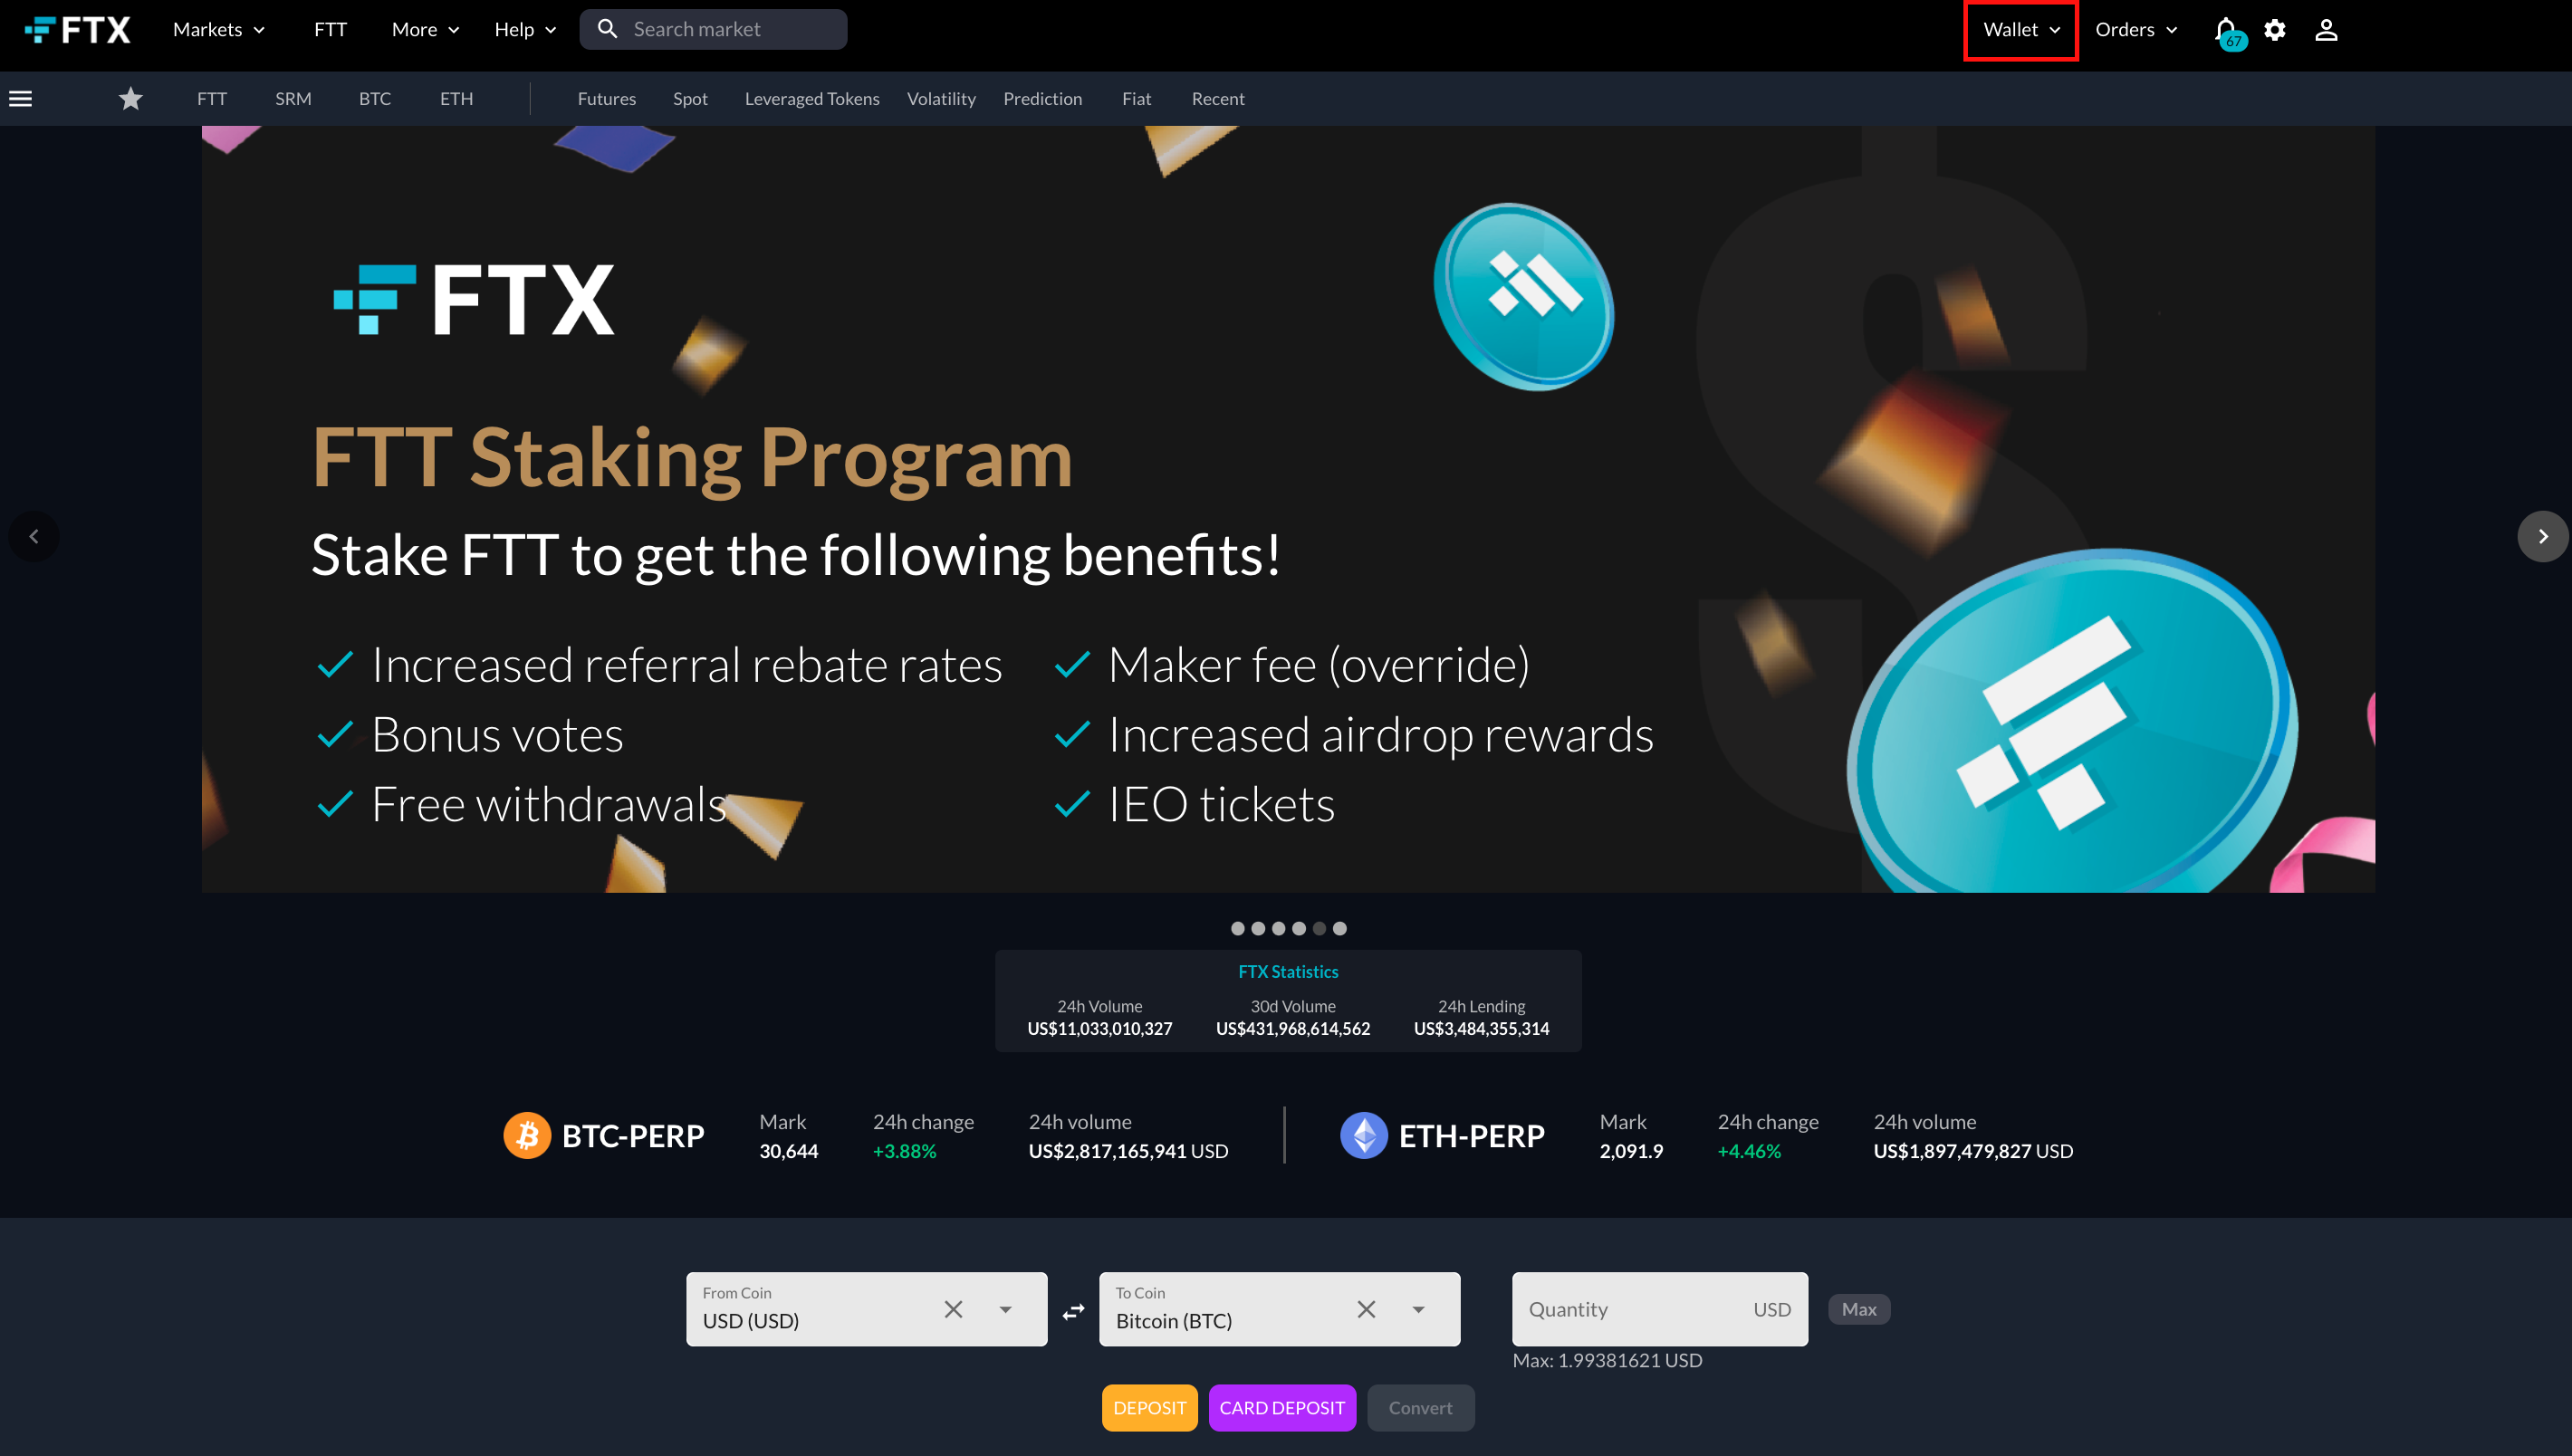 FTX Markets FTT More Help Search market Wallet Orders 67
FTT SRM BTC ETH Futures Spot Leveraged Tokens Volatility Prediction Fiat Recent
FTX
FTT Staking Program
Stake FTT to get the following benefits!
Increased referral rebate rates Maker fee (override)
Bonus votes Increased airdrop rewards
Free withdrawals IEO tickets
FTX Statistics
24h Volume 30d Volume 24h Lending
US$11,033,010,327 US$431,968,614,562 US$3,484,355,314
BTC-PERP Mark 24h change 24h volume ETH-PERP Mark 24h change 24h volume
30,644 +3.88% US$2,817,165,941 USD 2,091.9 +4.46% US$1,897,479,827 USD
From Coin To Coin
USD (USD) Bitcoin (BTC) Quantity USD Max
Max: 1.99381621 USD
DEPOSIT CARD DEPOSIT Convert